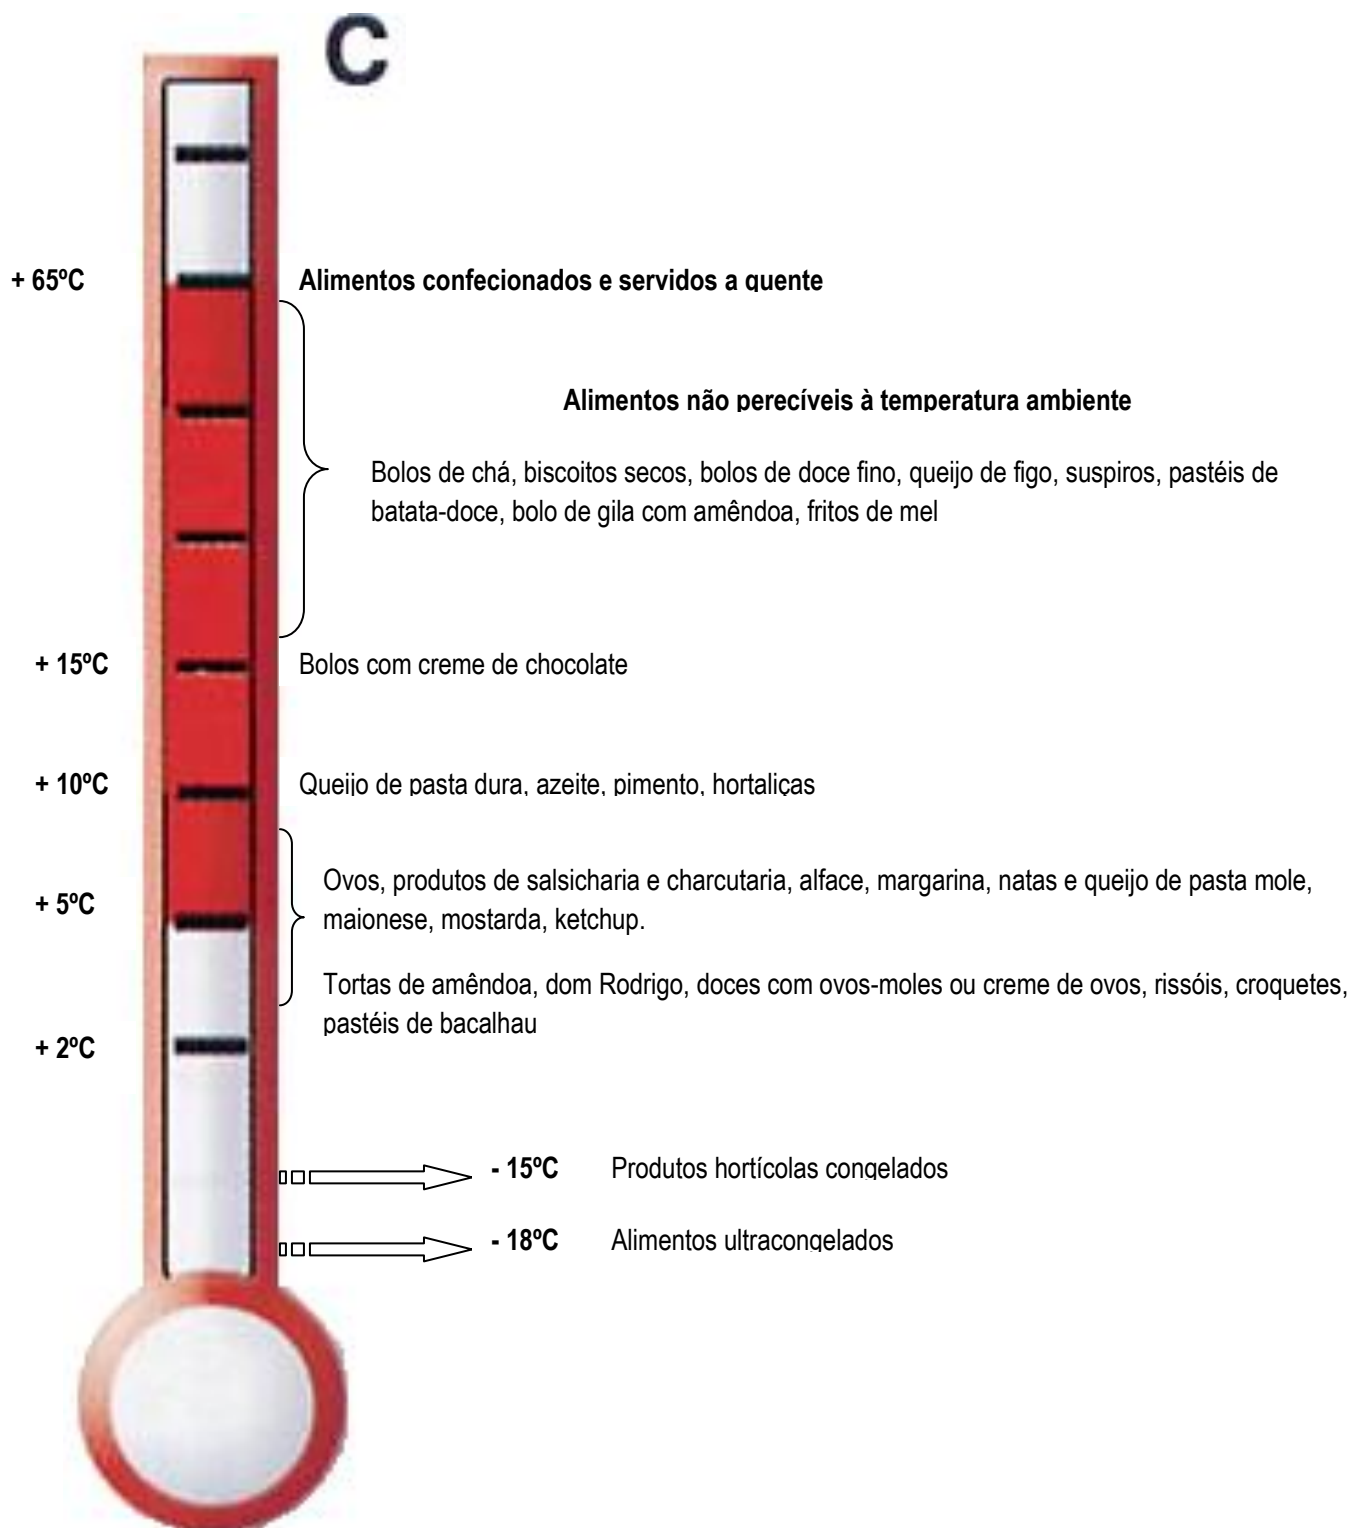 C
+ 65ºC Alimentos confecionados e servidos a quente
Alimentos não perecíveis à temperatura ambiente
Bolos de chá, biscoitos secos, bolos de doce fino, queijo de figo, suspiros, pastéis de
batata-doce, bolo de gila com amêndoa, fritos de mel
+ 15ºC Bolos com creme de chocolate
+ 10ºC Queijo de pasta dura, azeite, pimento, hortaliças
+ 5ºC
Ovos, produtos de salsicharia e charcutaria, alface, margarina, natas e queijo de pasta mole,
maionese, mostarda, ketchup.
Tortas de amêndoa, dom Rodrigo, doces com ovos-moles ou creme de ovos, rissóis, croquetes,
pastéis de bacalhau
+ 2ºC
- 15ºC Produtos hortícolas congelados
- 18ºC Alimentos ultracongelados